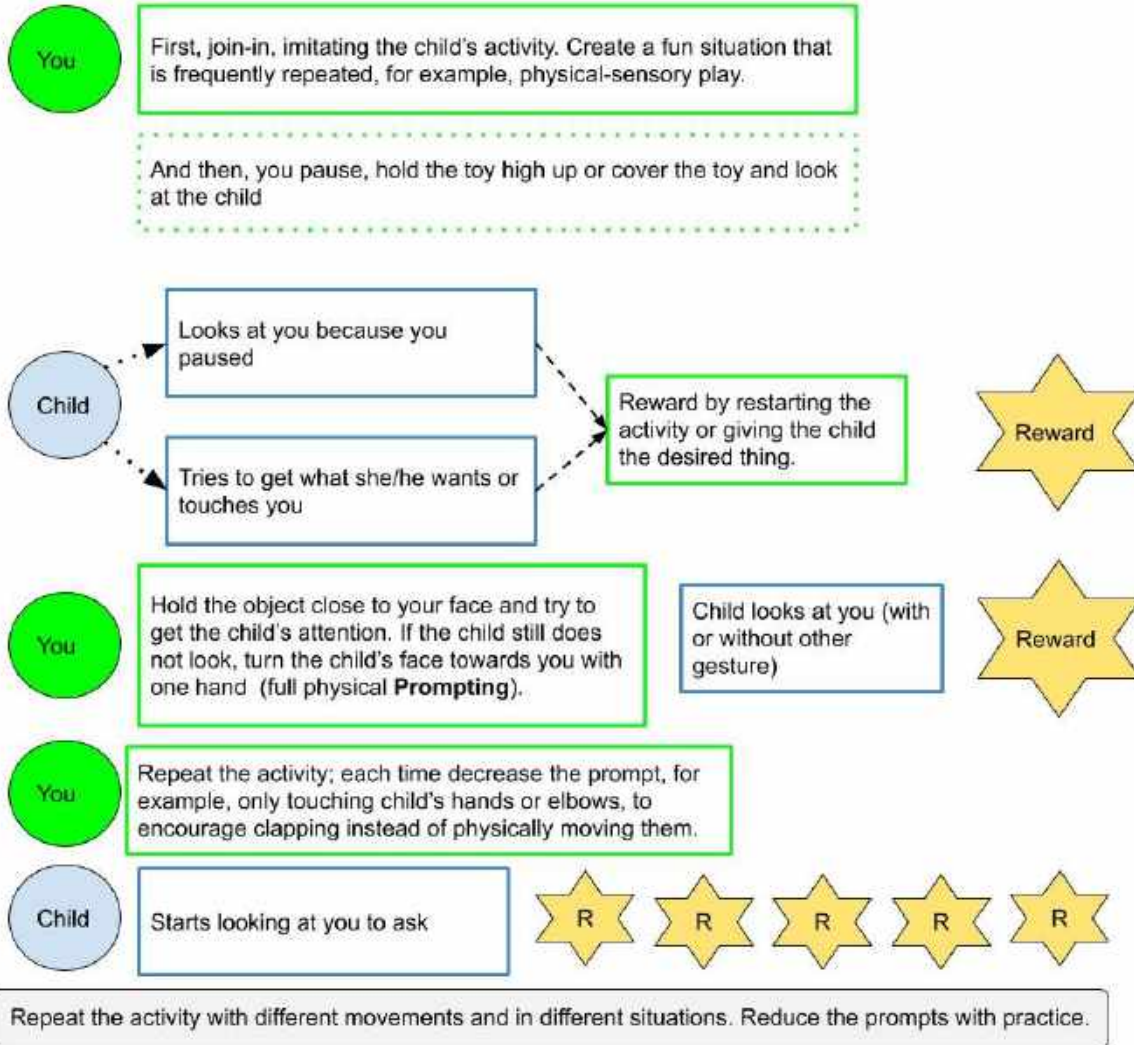 You
First, join-in, imitating the child's activity. Create a fun situation that
is frequently repeated, for example, physical-sensory play.
And then, you pause, hold the toy high up or cover the toy and look
at the child
Child
Looks at you because you
paused
Tries to get what she/he wants or
touches you
Reward by restarting the
activity or giving the child
the desired thing.
Reward
You
Hold the object close to your face and try to
get the child's attention. If the child still does
not look, turn the child's face towards you with
one hand (full physical Prompting).
Child looks at you (with
or without other
gesture)
Reward
You
Repeat the activity; each time decrease the prompt, for
example, only touching child's hands or elbows, to
encourage clapping instead of physically moving them.
Child
Starts looking at you to ask
R
R
R
R
R
Repeat the activity with different movements and in different situations. Reduce the prompts with practice.